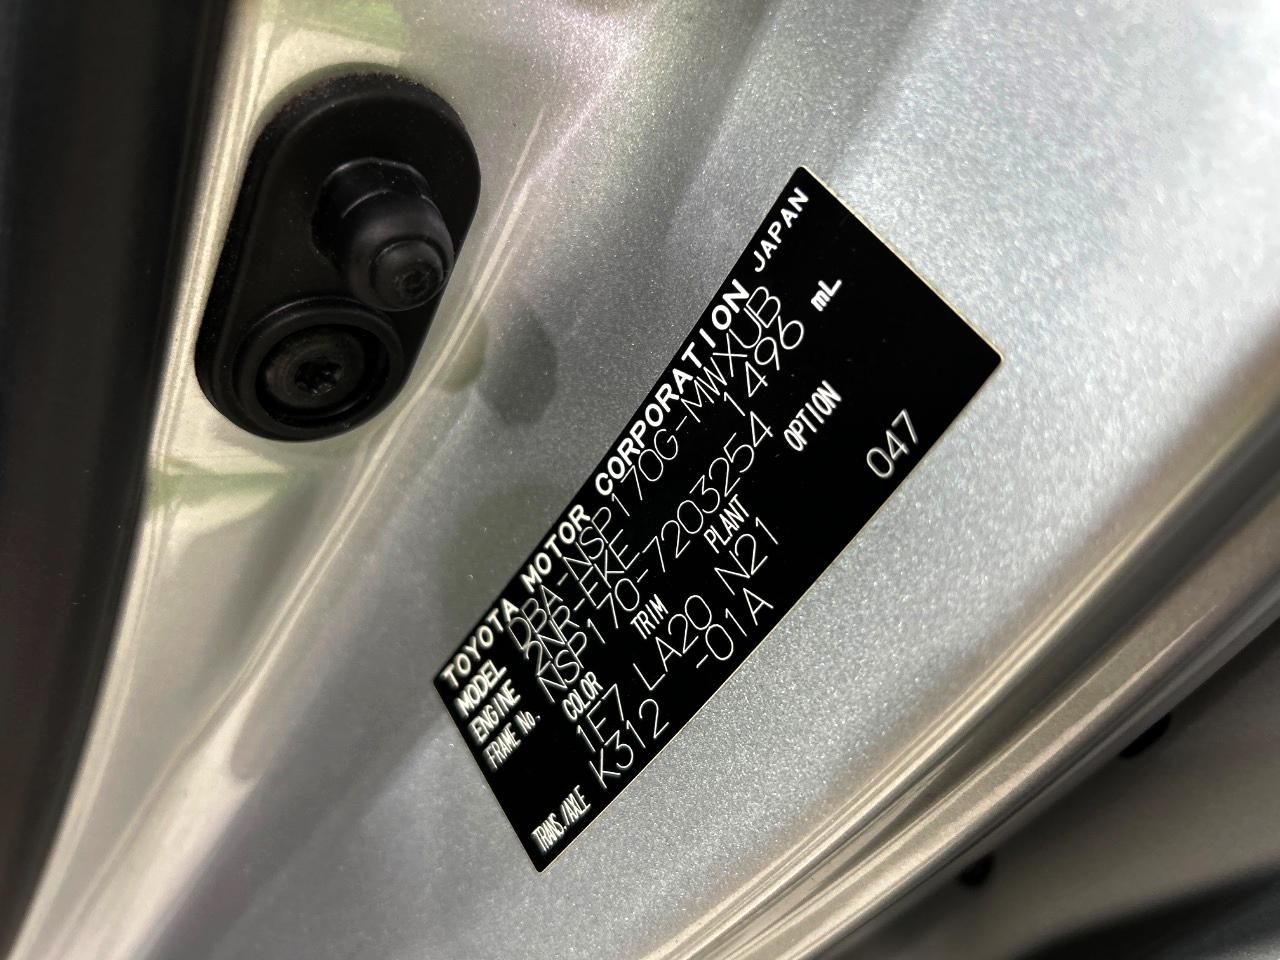 TOYOTA MOTOR CORPORATION JAPAN
MODEL DBA-NSP170G-MWXUB
ENGINE 2NR-FKE 1496 mL
FRAME No. NSP170-7203254
COLOR TRIM PLANT OPTION
1F7 LA20 N21
TRANS./AXLE K312 -01A 047